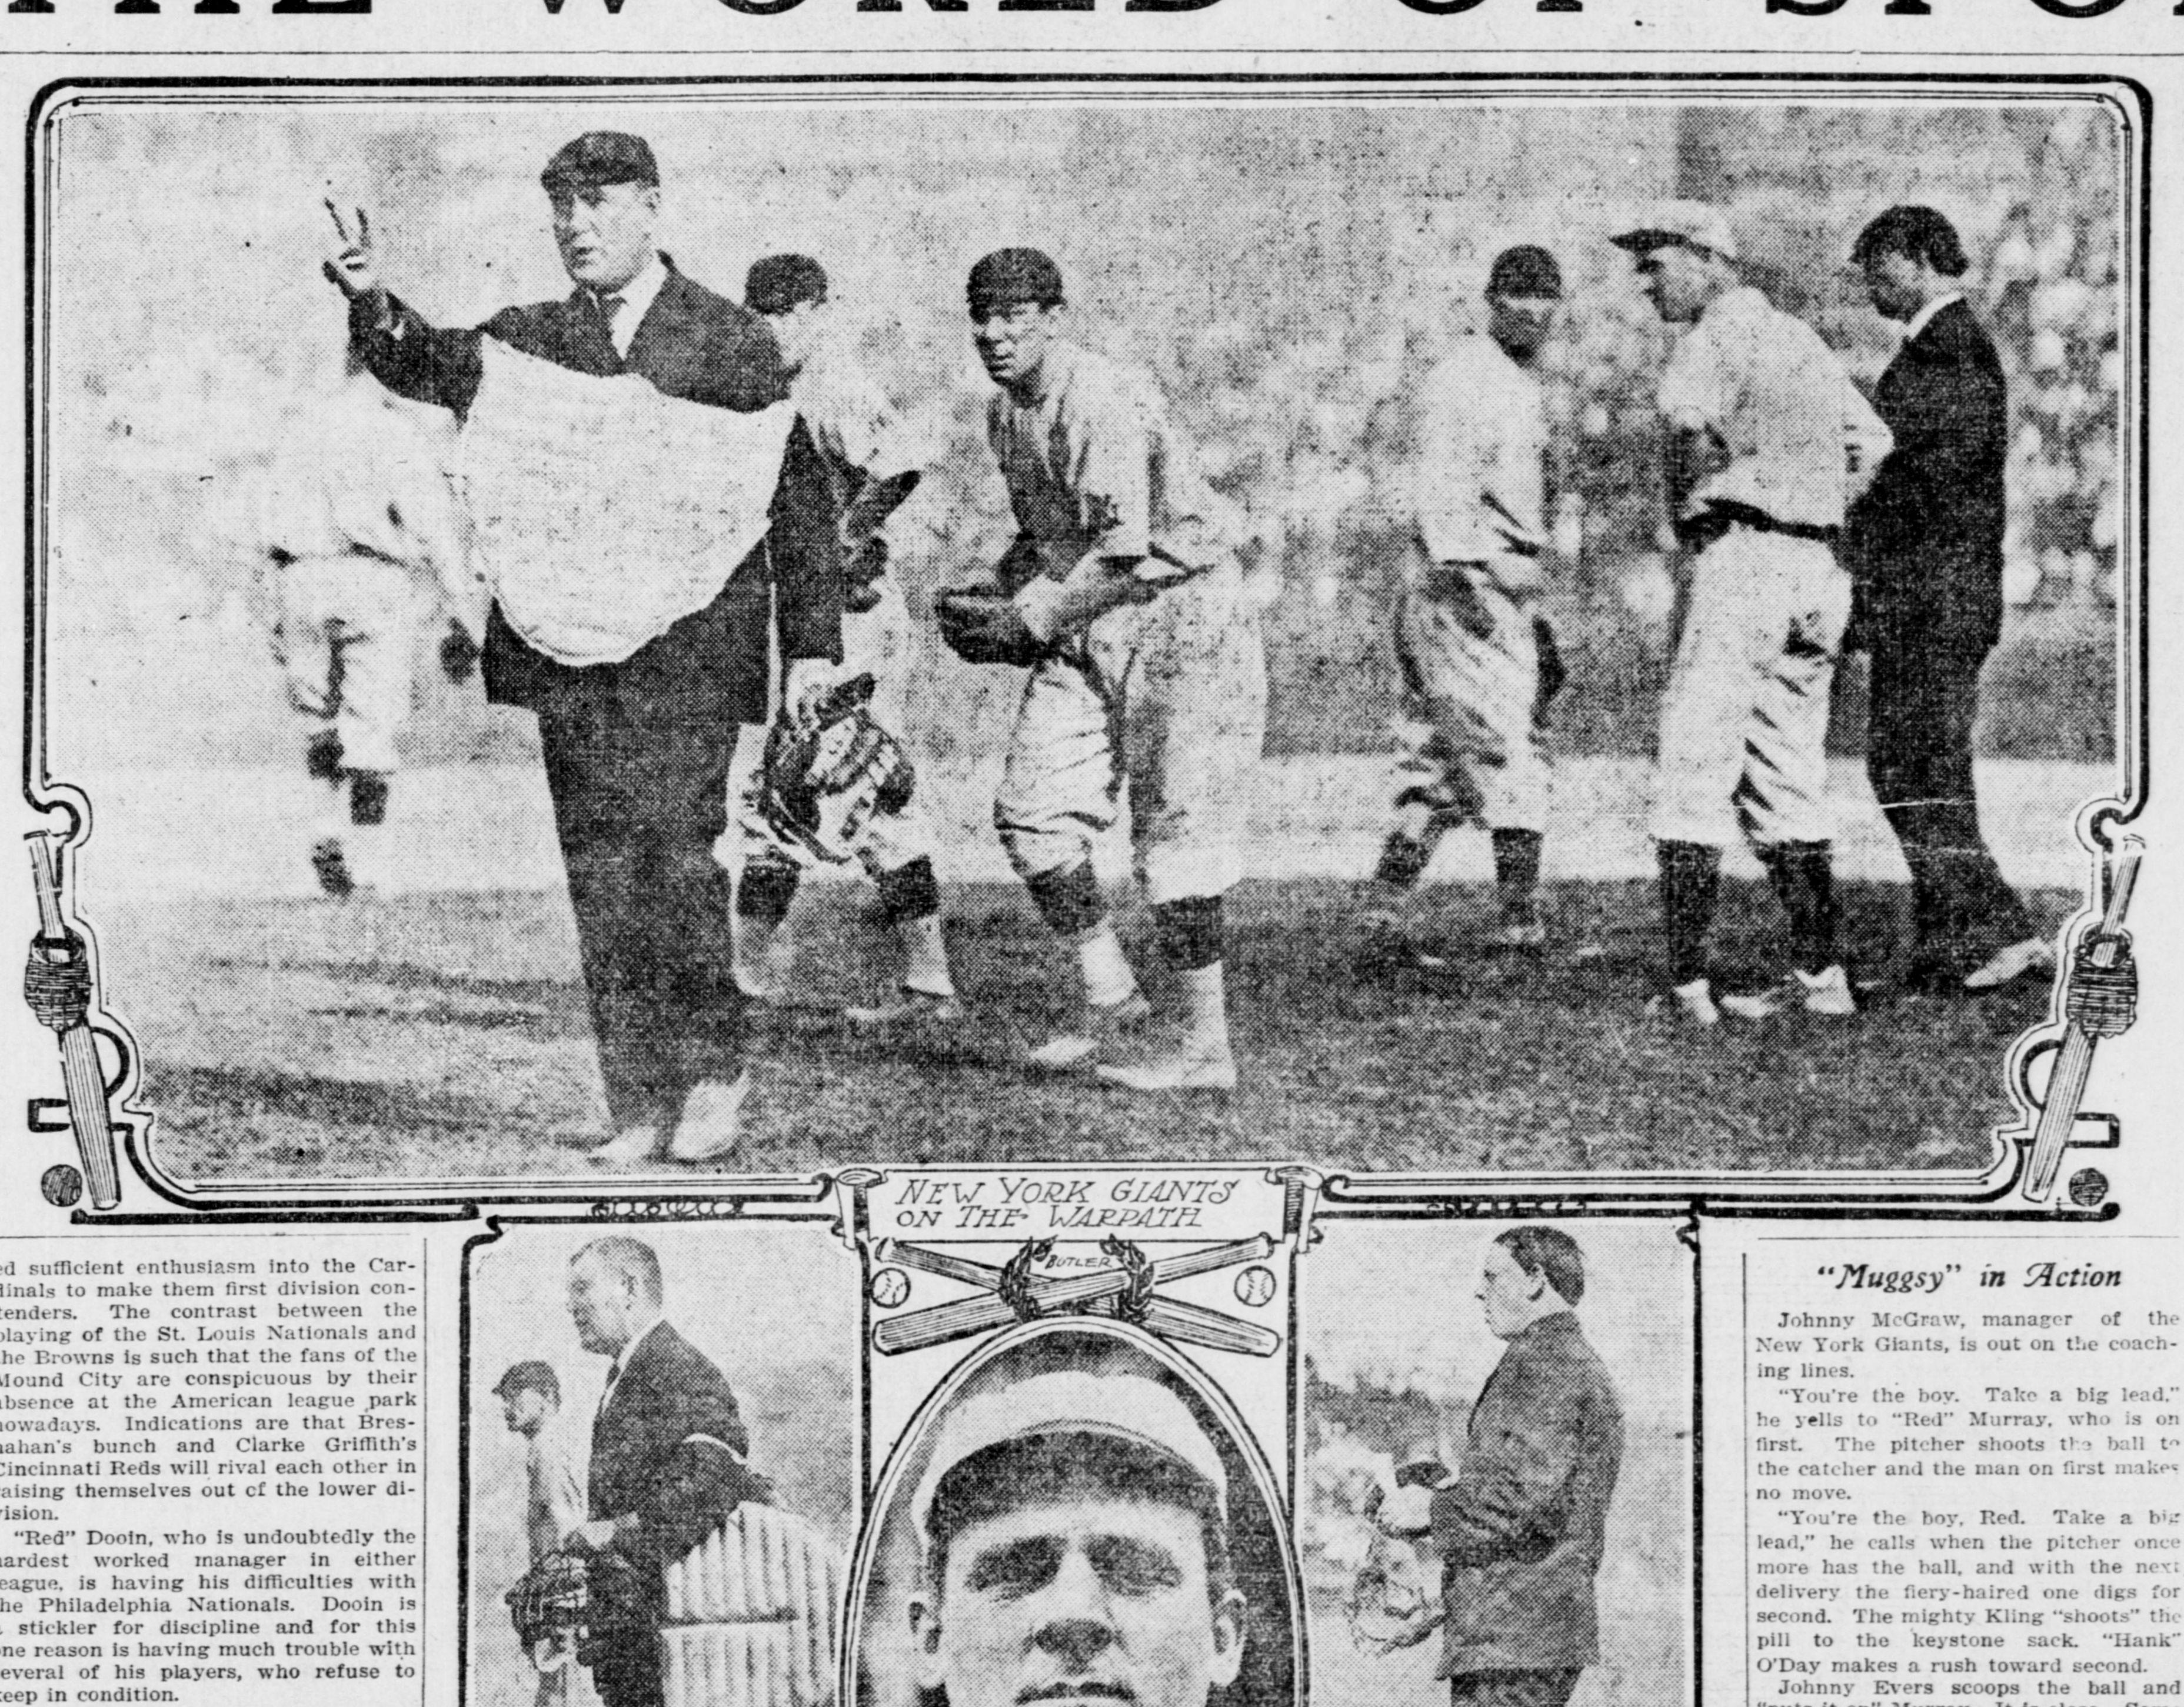 THE WORLD OF SPO
NEW YORK GIANTS
ON THE WARPATH
BUTLER
ed sufficient enthusiasm into the Car-
dinals to make them first division con-
tenders. The contrast between the
playing of the St. Louis Nationals and
the Browns is such that the fans of the
Mound City are conspicuous by their
absence at the American league park
nowadays. Indications are that Bres-
nahan's bunch and Clarke Griffith's
Cincinnati Reds will rival each other in
raising themselves out of the lower di-
vision.
"Red" Dooin, who is undoubtedly the
hardest worked manager in either
league, is having his difficulties with
the Philadelphia Nationals. Dooin is
a stickler for discipline and for this
one reason is having much trouble with
several of his players, who refuse to
keep in condition.
"Muggsy" in Action
Johnny McGraw, manager of the
New York Giants, is out on the coach-
ing lines.
"You're the boy. Take a big lead,"
he yells to "Red" Murray, who is on
first. The pitcher shoots the ball to
the catcher and the man on first makes
no move.
"You're the boy, Red. Take a big
lead," he calls when the pitcher once
more has the ball, and with the next
delivery the fiery-haired one digs for
second. The mighty Kling "shoots" the
pill to the keystone sack. "Hank"
O'Day makes a rush toward second.
Johnny Evers scoops the ball and